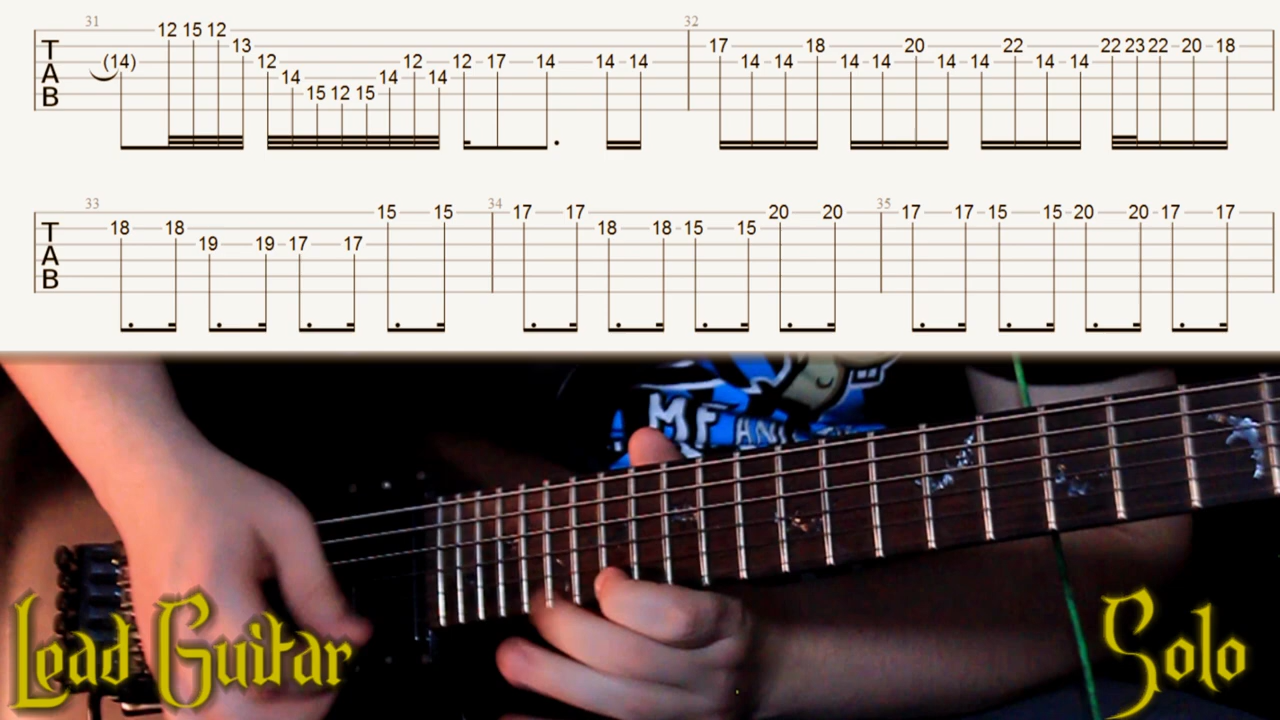 31 32
12 15 12
13 17 18 20 22 22 23 22 20 18
T (14) 12 12 12 17 14 14 14 14 14 14 14 14 14 14 14
A 14 14 14
B 15 12 15
33 34 35
15 15 17 17 20 20 17 17 15 15 20 20 17 17
T 18 18 18 18 15 15
A 19 19 17 17
B
MF
Lead Guitar Solo